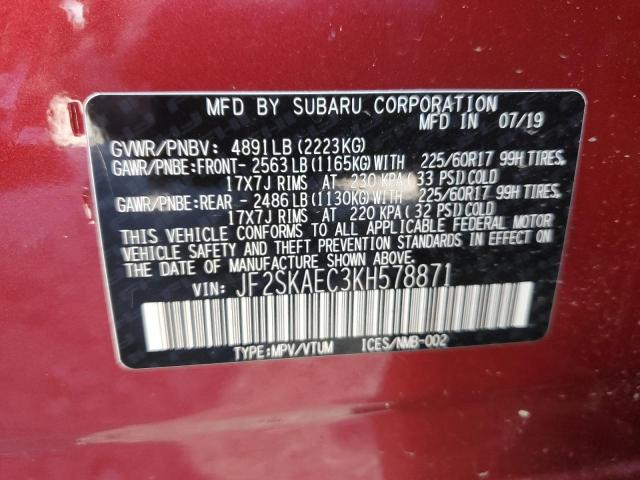 MFD BY SUBARU CORPORATION
MFD IN 07/19
GVWR/PNBV: 4891LB(2223KG)
GAWR/PNBE:FRONT- 2563LB(1165KG)WITH 225/60R17 99H TIRES,
17X7J RIMS AT 230 KPA(33 PSI)COLD
GAWR/PNBE:REAR - 2486LB(1130KG)WITH 225/60R17 99H TIRES,
17X7J RIMS AT 220 KPA(32 PSI)COLD
THIS VEHICLE CONFORMS TO ALL APPLICABLE FEDERAL MOTOR
VEHICLE SAFETY AND THEFT PREVENTION STANDARDS IN EFFECT ON
THE DATE OF MANUFACTURE SHOWN ABOVE.
VIN: JF2SKAEC3KH578871
TYPE:MPV/VTUM ICES/NMB-002